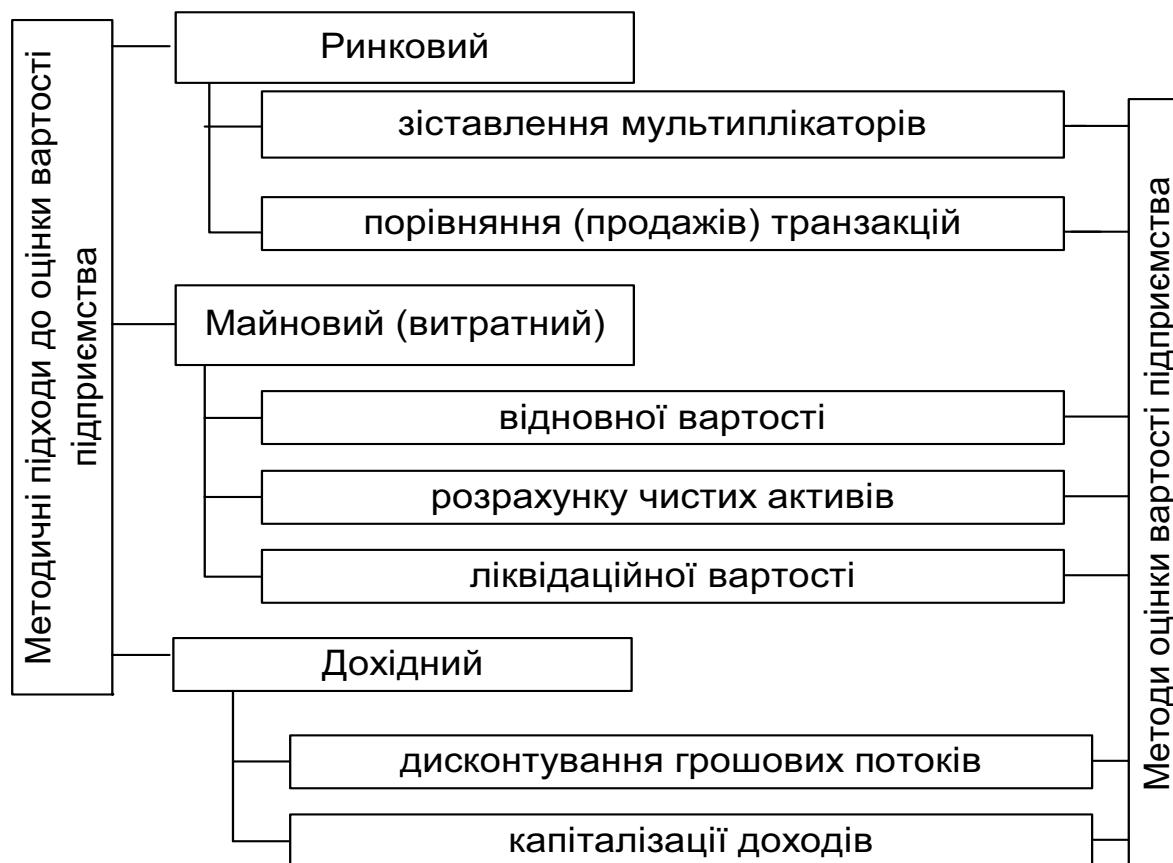 Методичні підходи до оцінки вартості
підприємства
Ринковий
зіставлення мультиплікаторів
порівняння (продажів) транзакцій
Майновий (витратний)
відновної вартості
розрахунку чистих активів
ліквідаційної вартості
Дохідний
дисконтування грошових потоків
капіталізації доходів
Методи оцінки вартості підприємства